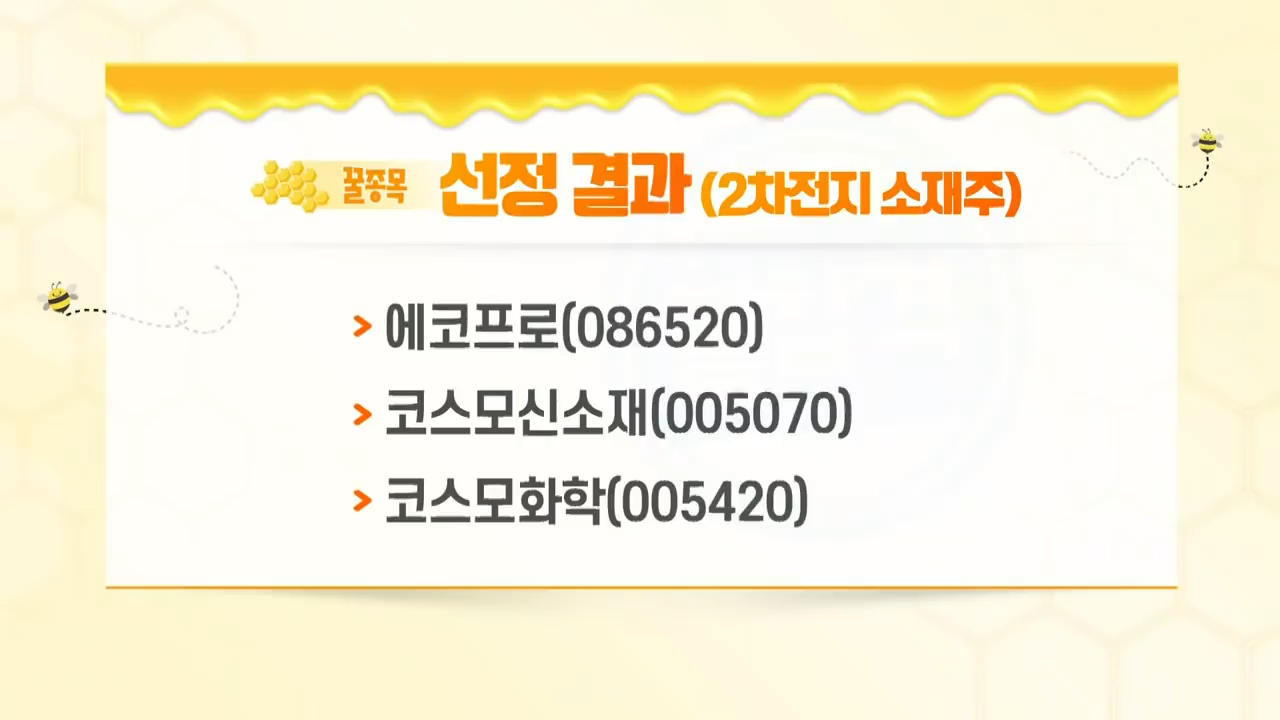 꿀종목 선정 결과 (2차전지 소재주)
> 에코프로(086520)
> 코스모신소재(005070)
> 코스모화학(005420)